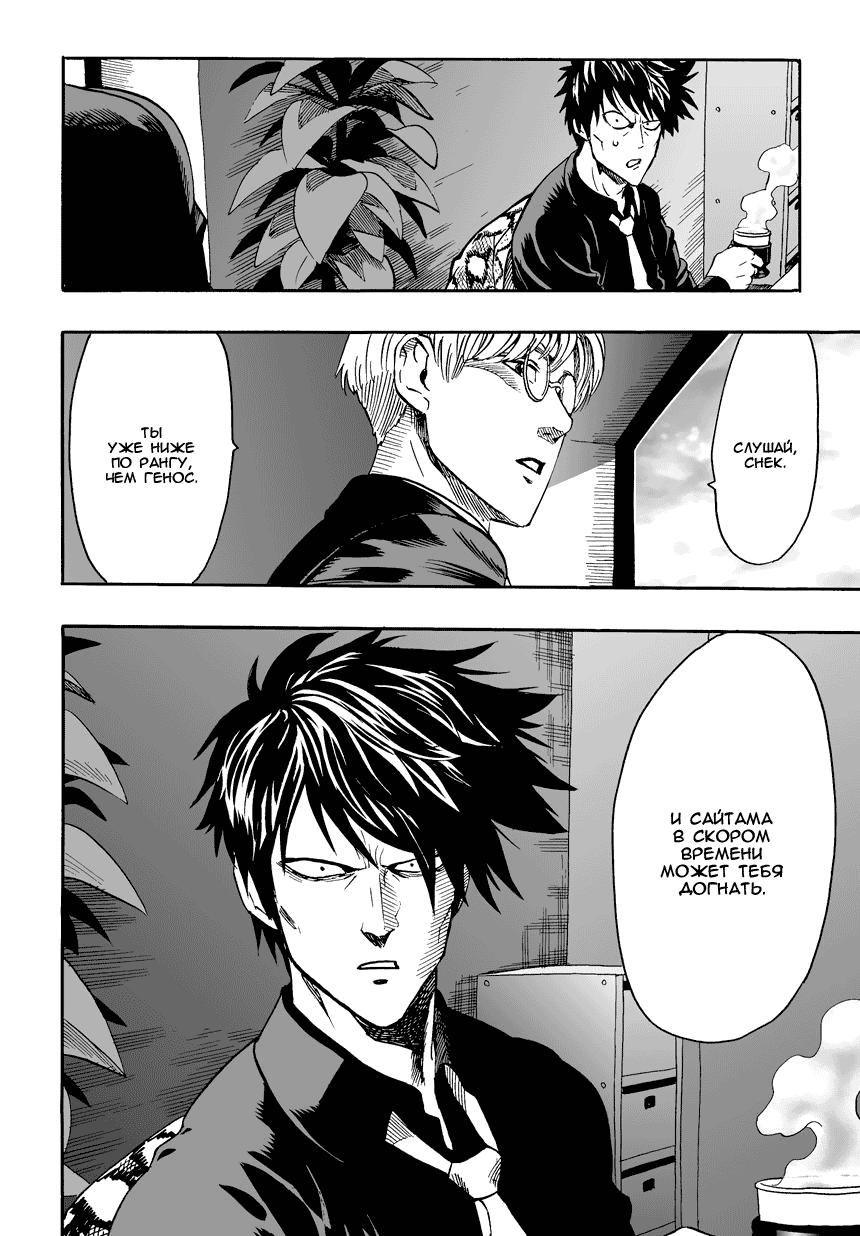 СЛУШАЙ,
СНЕК.
ТЫ
УЖЕ НИЖЕ
ПО РАНГУ,
ЧЕМ ГЕНОС.
И САЙТАМА
В СКОРОМ
ВРЕМЕНИ
МОЖЕТ ТЕБЯ
ДОГНАТЬ.